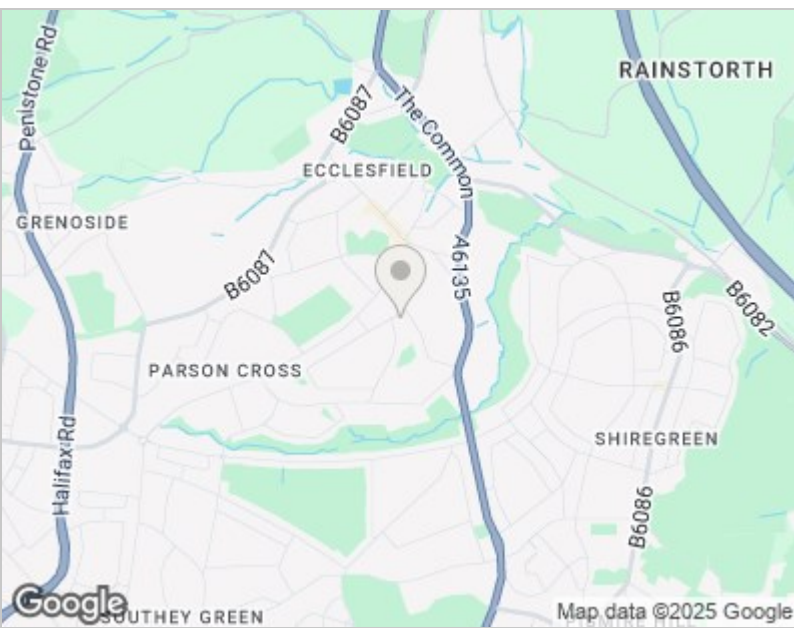 Penistone Rd
RAINSTORTH
B6087
The Common
ECCLESFIELD
GRENOSIDE
A6135
B6087
B6082
B6086
PARSON CROSS
Halifax Rd
SHIREGREEN
B6086
Google
SOUTHEY GREEN
Map data ©2025 Google